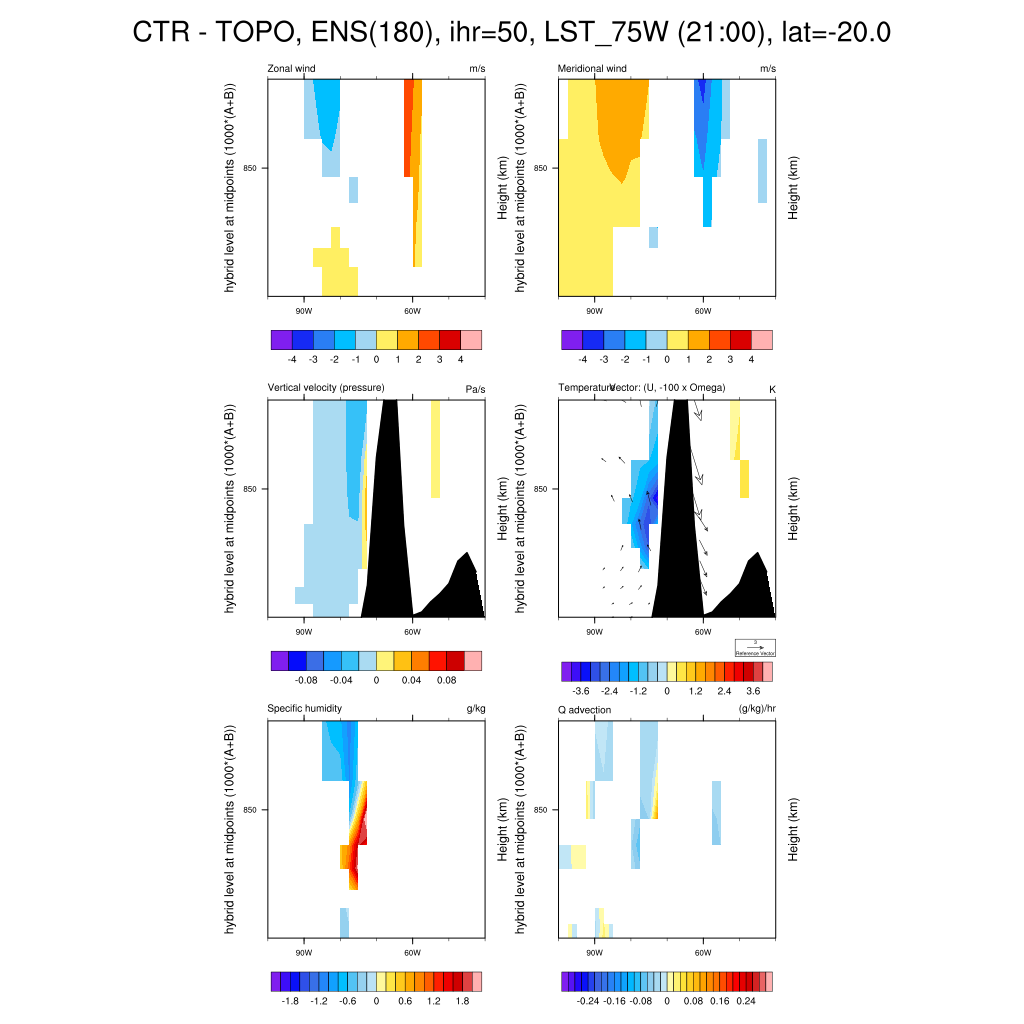 CTR - TOPO, ENS(180), ihr=50, LST_75W (21:00), lat=-20.0
Zonal wind m/s
hybrid level at midpoints (1000*(A+B))
850
Height (km)
90W 60W
-4 -3 -2 -1 0 1 2 3 4
Meridional wind m/s
hybrid level at midpoints (1000*(A+B))
850
Height (km)
90W 60W
-4 -3 -2 -1 0 1 2 3 4
Vertical velocity (pressure) Pa/s
hybrid level at midpoints (1000*(A+B))
850
Height (km)
90W 60W
-0.08 -0.04 0 0.04 0.08
Temperature Vector: (U, -100 x Omega) K
hybrid level at midpoints (1000*(A+B))
850
Height (km)
90W 60W
3
Reference Vector
-3.6 -2.4 -1.2 0 1.2 2.4 3.6
Specific humidity g/kg
hybrid level at midpoints (1000*(A+B))
850
Height (km)
90W 60W
-1.8 -1.2 -0.6 0 0.6 1.2 1.8
Q advection (g/kg)/hr
hybrid level at midpoints (1000*(A+B))
850
Height (km)
90W 60W
-0.24 -0.16 -0.08 0 0.08 0.16 0.24